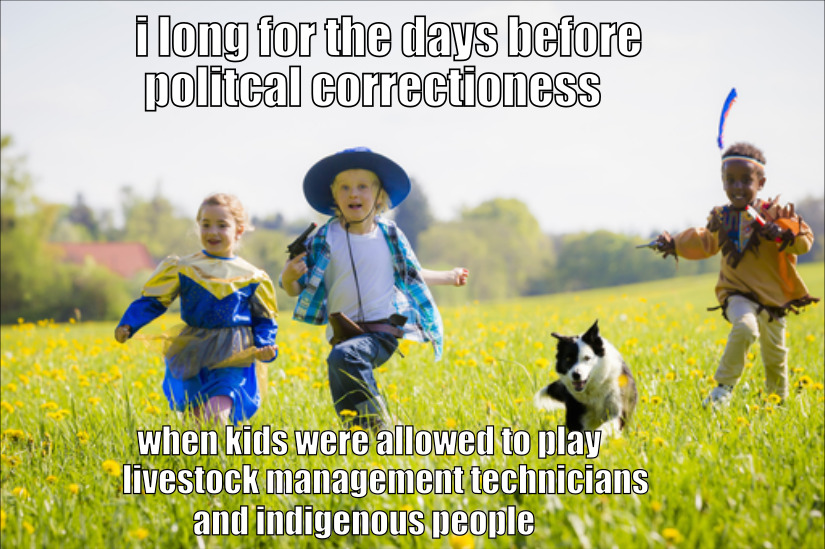 i long for the days before
politcal correctioness
when kids were allowed to play
livestock management technicians
and indigenous people